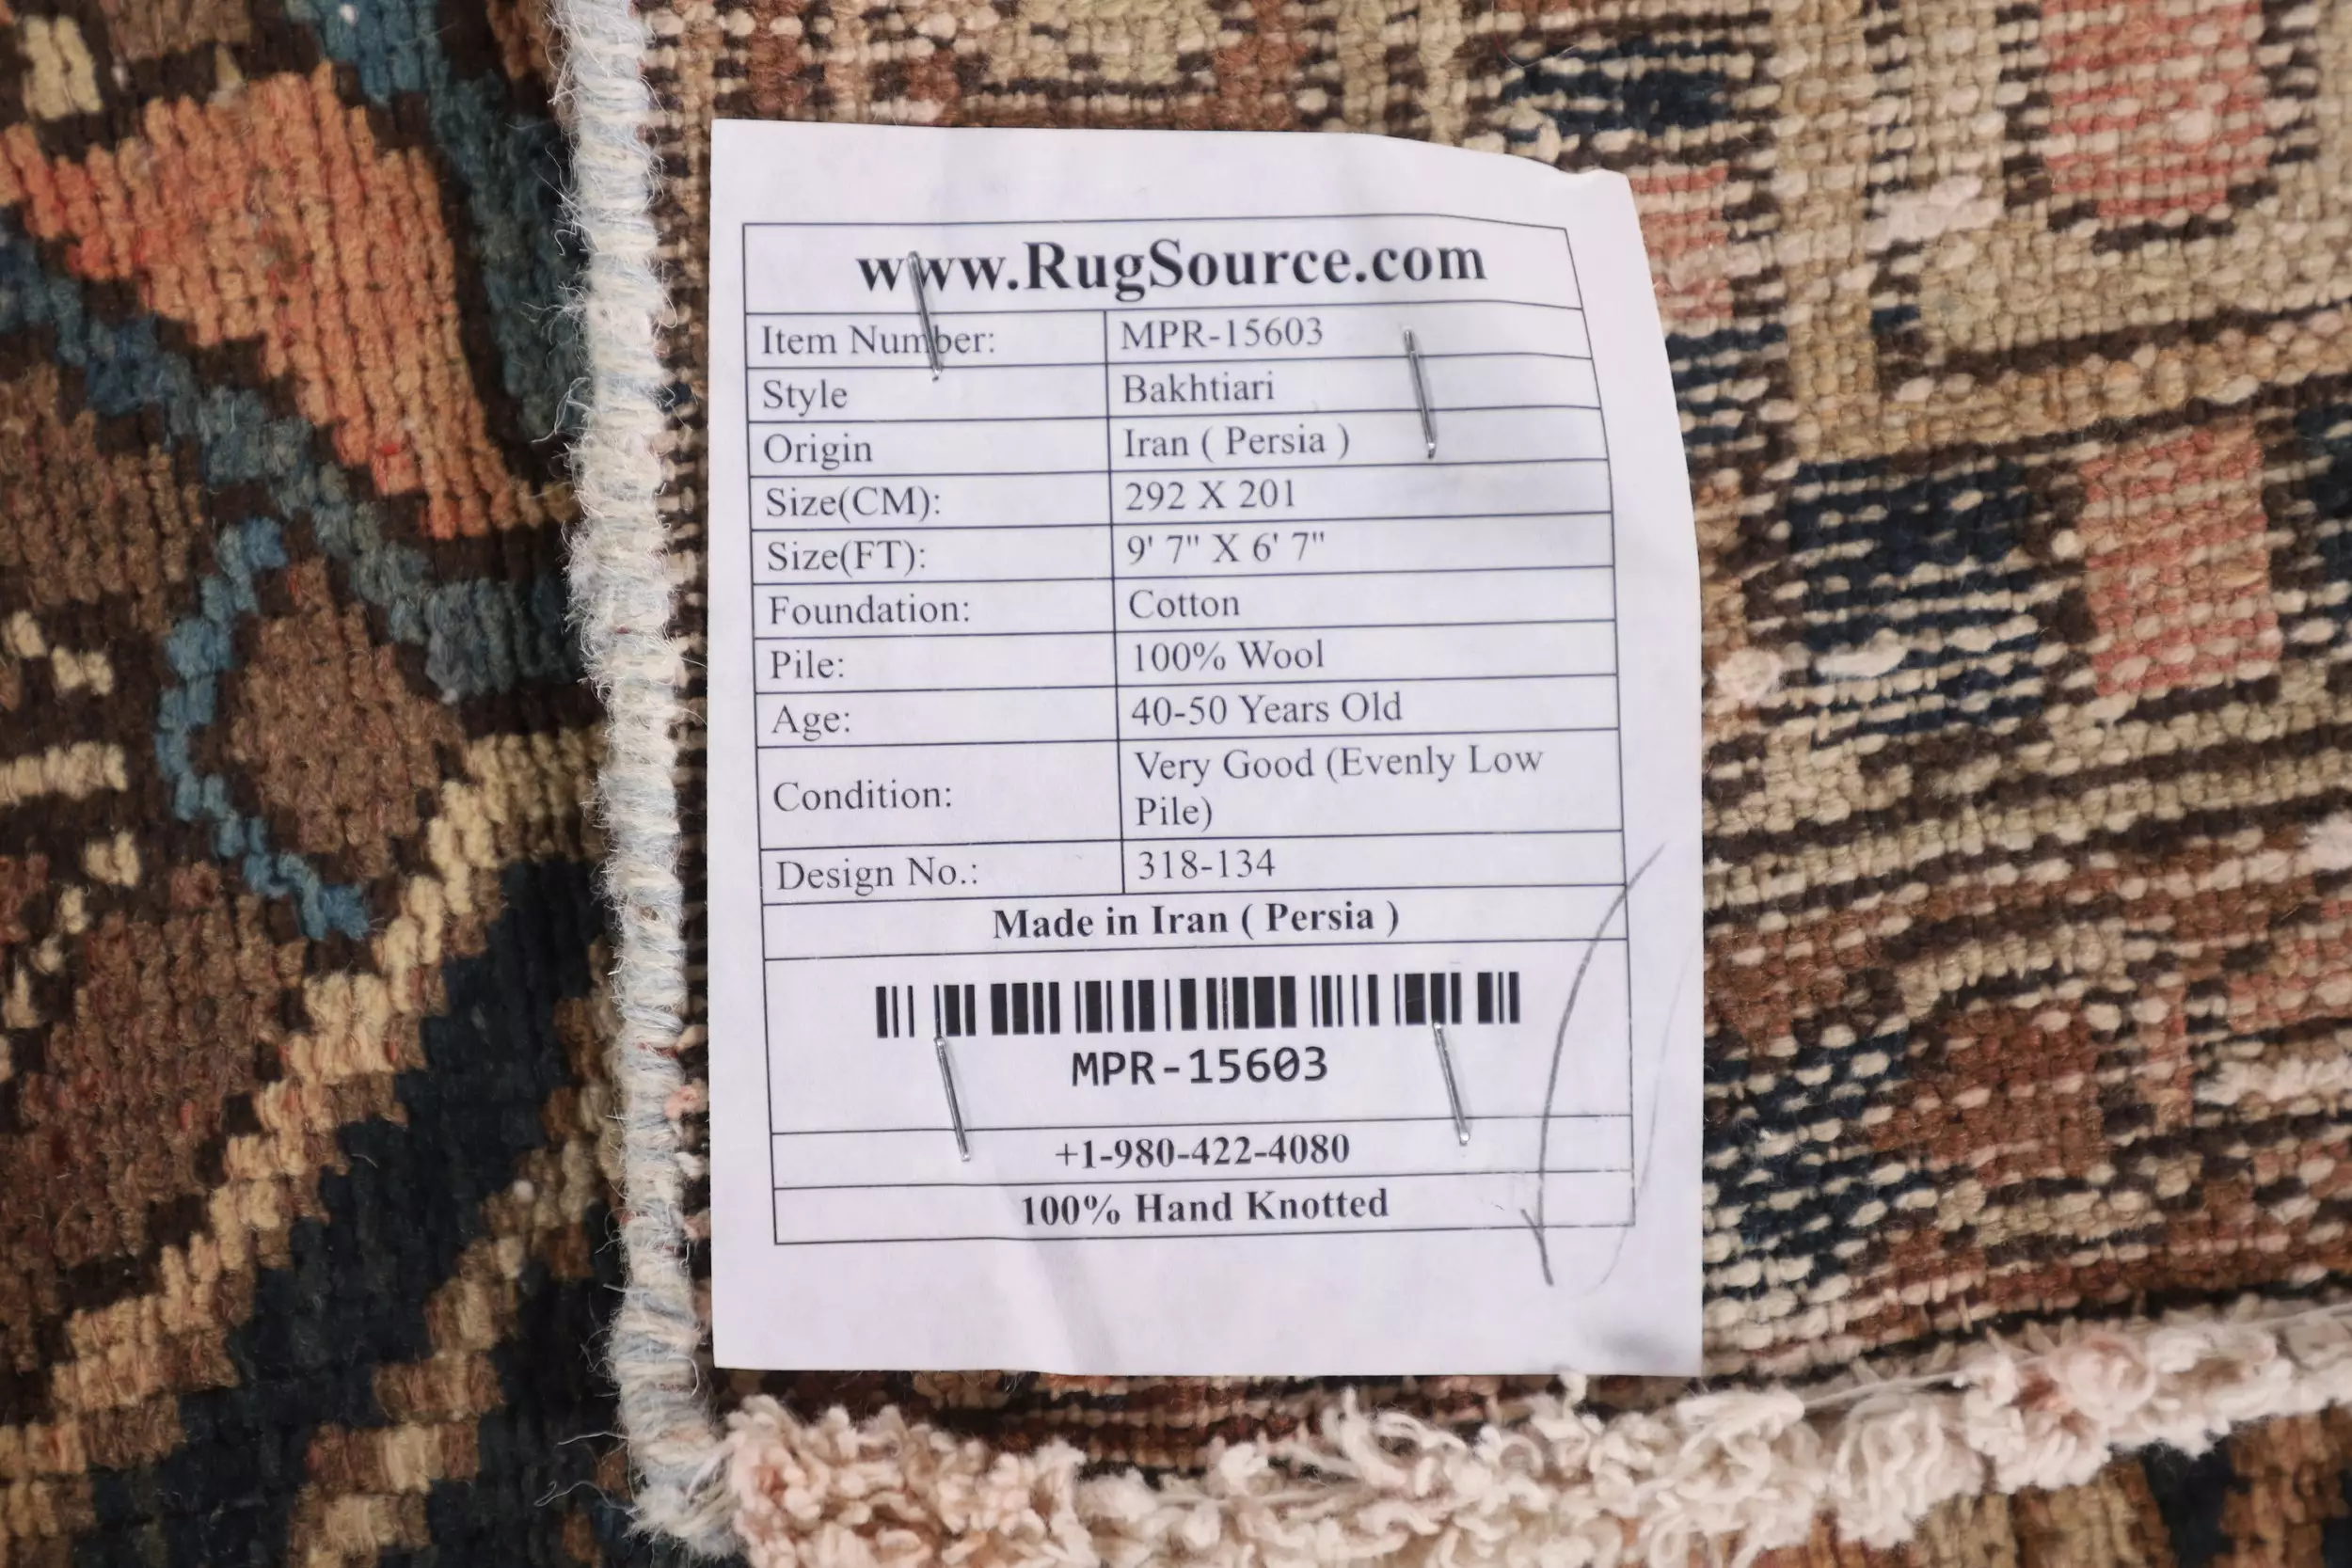 www.RugSource.com
Item Number: MPR-15603
Style Bakhtiari
Origin Iran ( Persia )
Size(CM): 292 X 201
Size(FT): 9' 7" X 6' 7"
Foundation: Cotton
Pile: 100% Wool
Age: 40-50 Years Old
Condition: Very Good (Evenly Low
Pile)
Design No.: 318-134
Made in Iran ( Persia )
MPR-15603
+1-980-422-4080
100% Hand Knotted